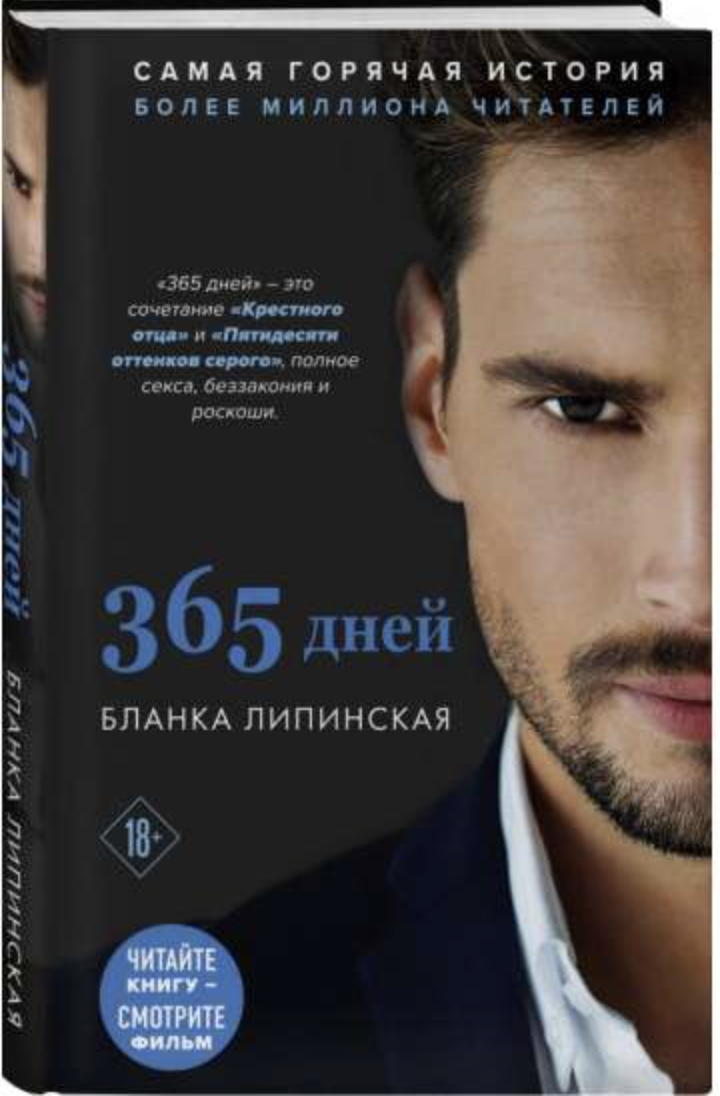 САМАЯ ГОРЯЧАЯ ИСТОРИЯ
БОЛЕЕ МИЛЛИОНА ЧИТАТЕЛЕЙ
«365 дней» – это
сочетание «Крестного
отца» и «Пятидесяти
оттенков серого», полное
секса, беззакония и
роскоши.
365 дней
БЛАНКА ЛИПИНСКАЯ
18+
ЧИТАЙТЕ
КНИГУ –
СМОТРИТЕ
ФИЛЬМ
365 дней
БЛАНКА ЛИПИНСКАЯ